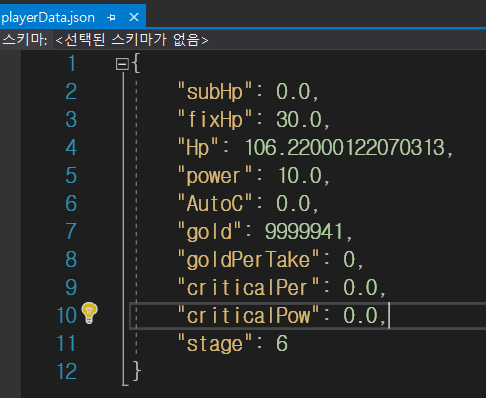 playerData.json
스키마: <선택된 스키마가 없음>
1 {
2 "subHp": 0.0,
3 "fixHp": 30.0,
4 "Hp": 106.22000122070313,
5 "power": 10.0,
6 "AutoC": 0.0,
7 "gold": 9999941,
8 "goldPerTake": 0,
9 "criticalPer": 0.0,
10 "criticalPow": 0.0,
11 "stage": 6
12 }